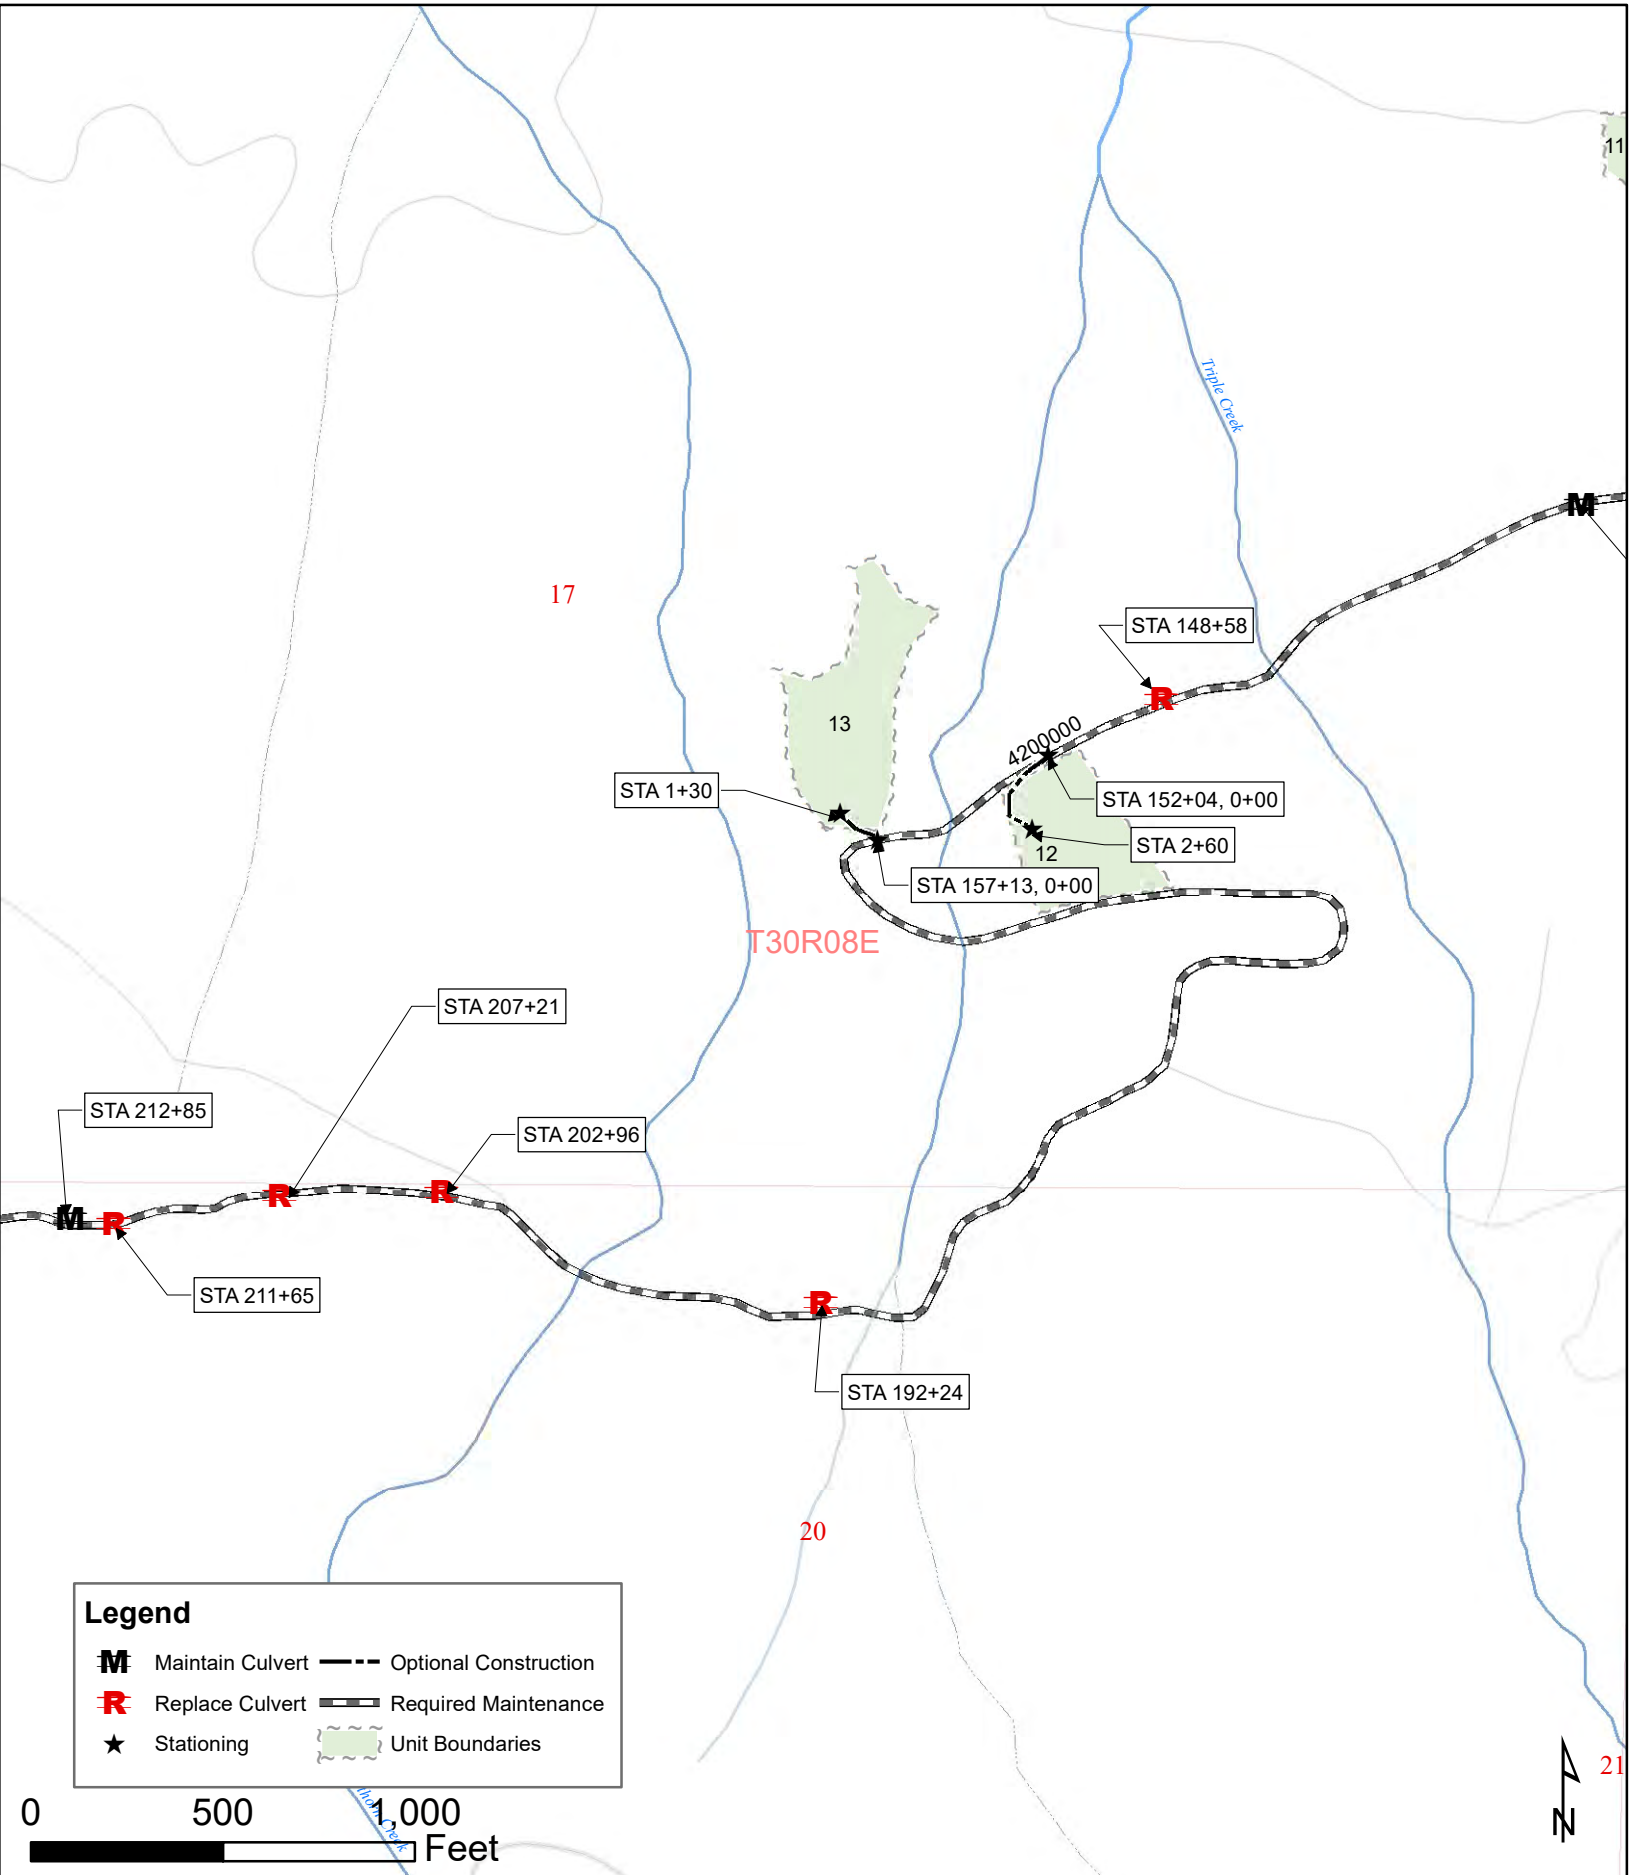 11
Triple Creek
17
STA 148+58
13
4200000
STA 1+30
STA 152+04, 0+00
STA 2+60
12
STA 157+13, 0+00
T30R08E
STA 207+21
STA 212+85
STA 202+96
M
R
R
R
R
R
M
STA 211+65
STA 192+24
20
Legend
M Maintain Culvert
Optional Construction
R Replace Culvert
Required Maintenance
Stationing
Unit Boundaries
21
0 500 1,000
Feet
Creek
N